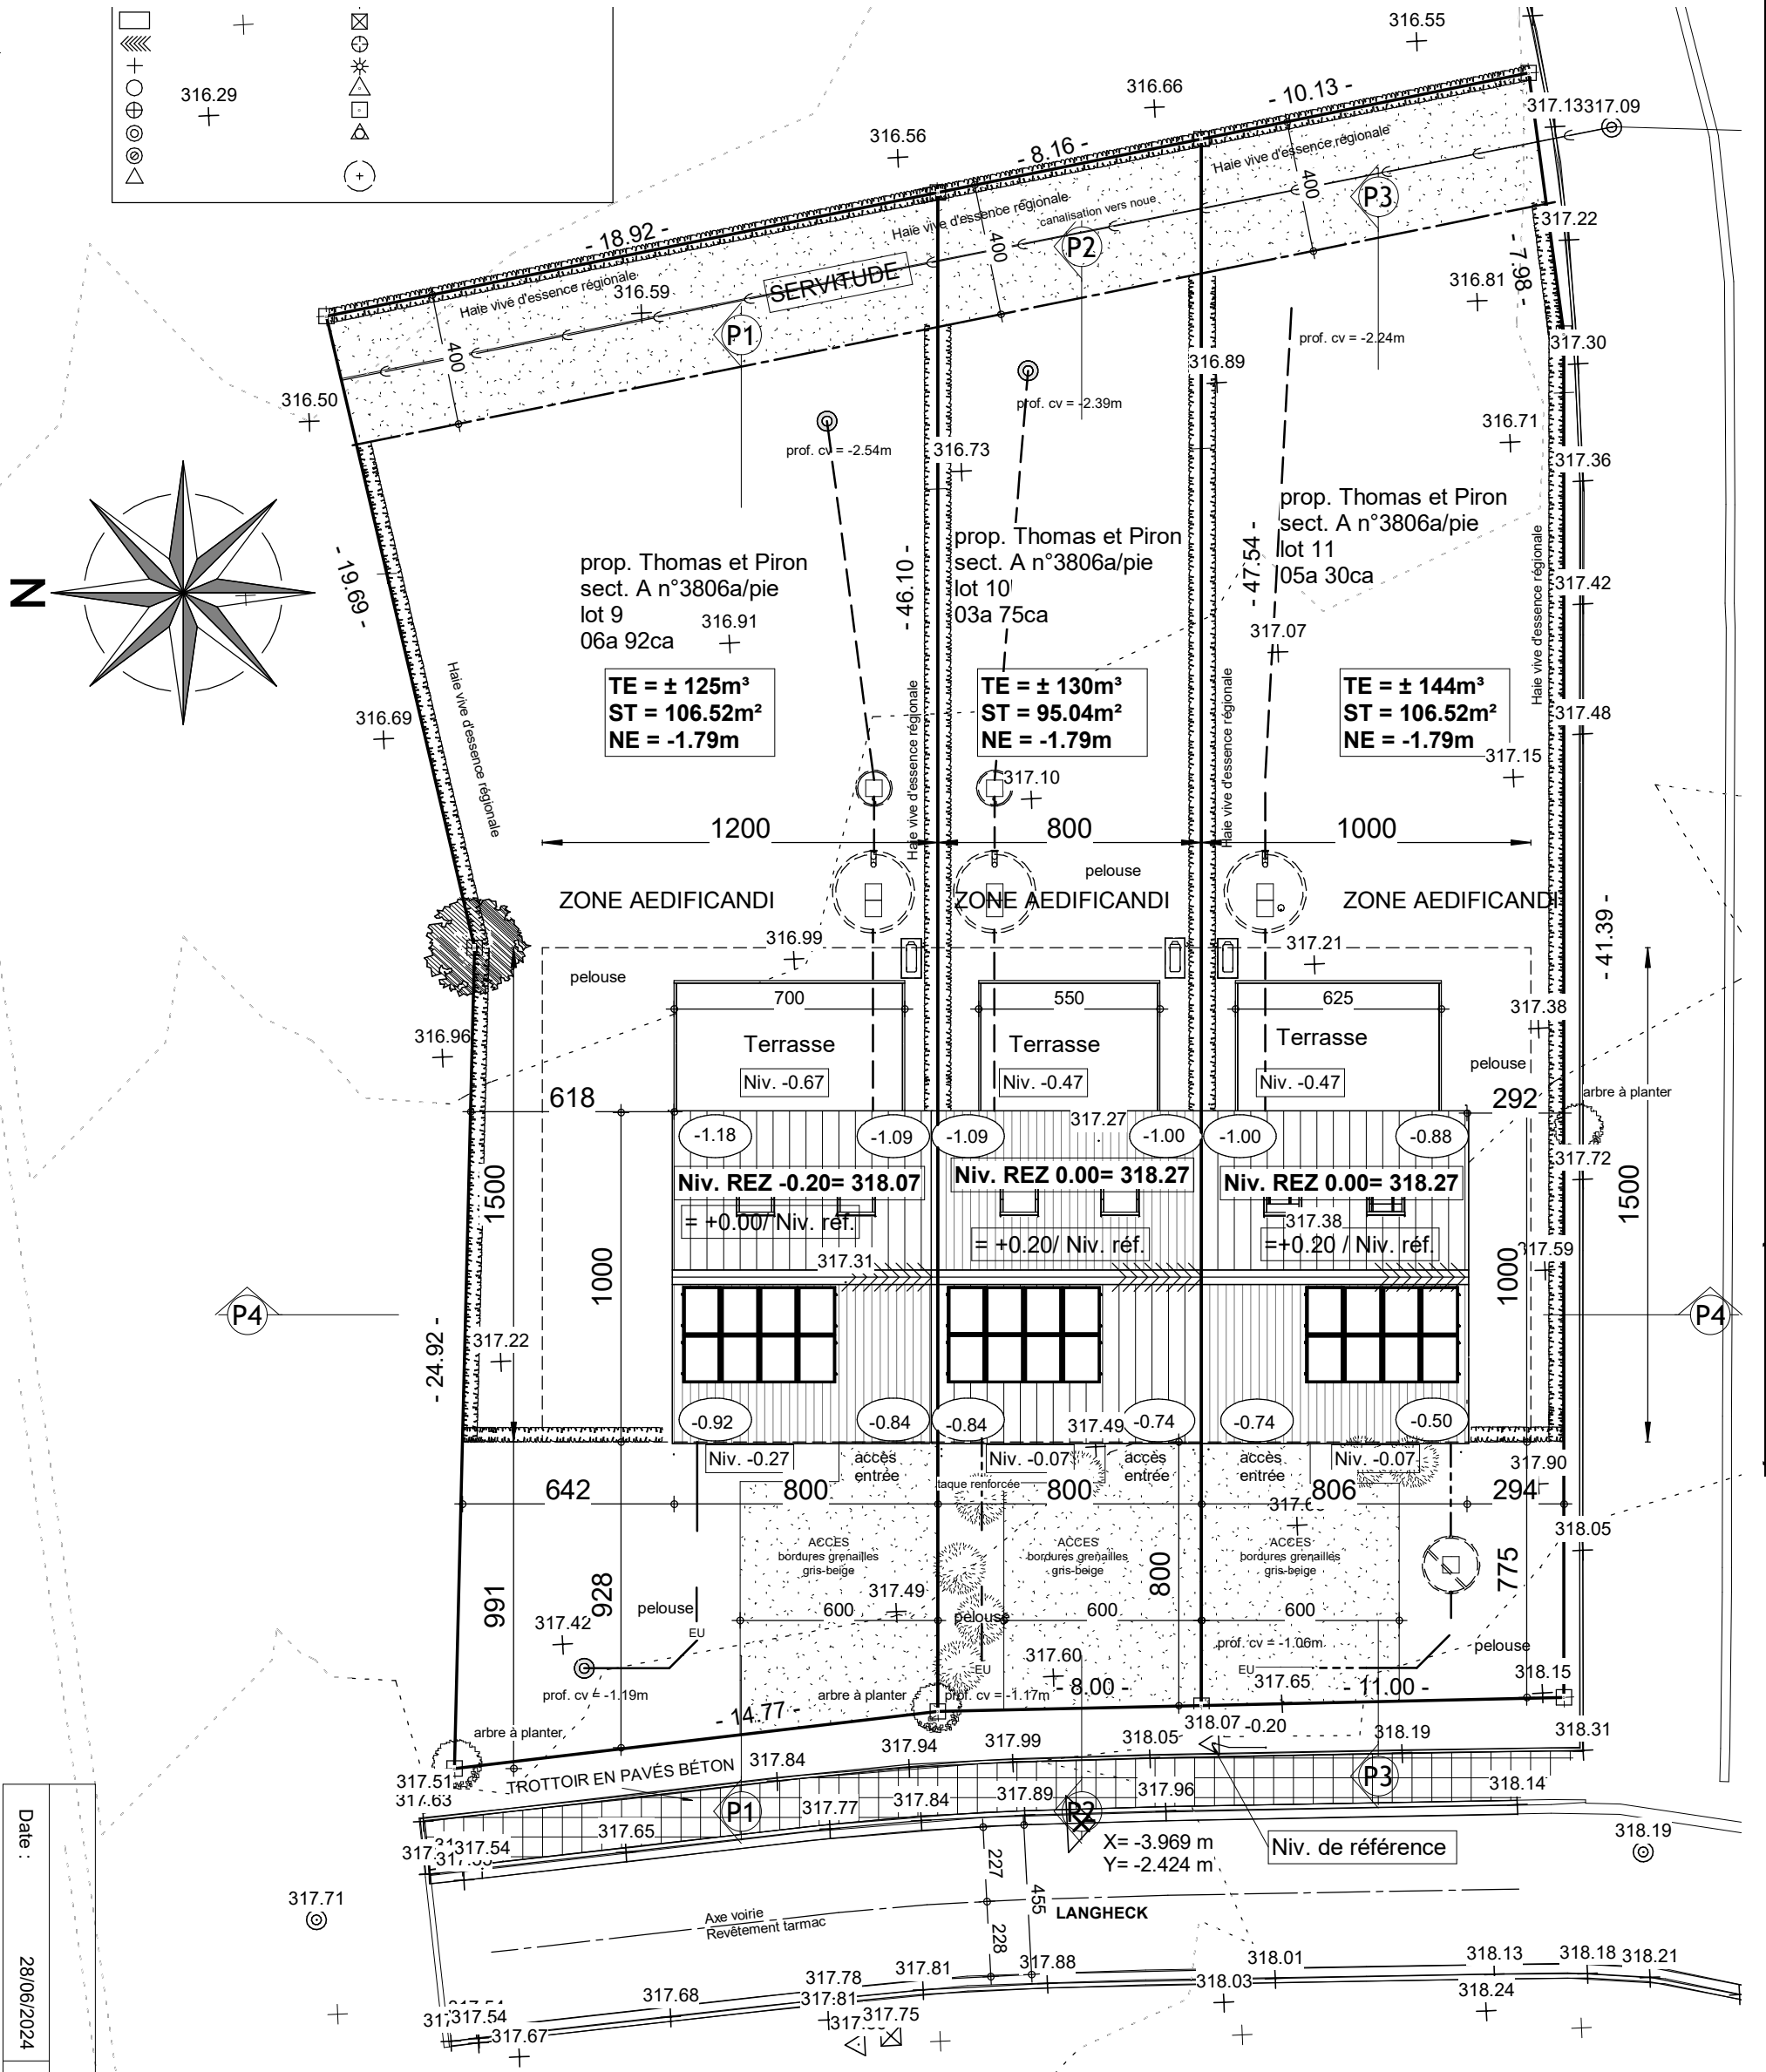 316.55
316.29
316.66
- 10.13 -
317.13
317.09
316.56
- 8.16 -
Haie vive d'essence régionale
400
P3
- 18.92 -
Haie vive d'essence régionale
canalisation vers noue
400
P2
317.22
- 7.98 -
Haie vive d'essence régionale
316.59
SERVITUDE
316.81
P1
400
prof. cv = -2.24m
317.30
316.50
316.89
prof. cv = -2.39m
316.71
prof. cv = -2.54m
316.73
317.36
N
- 19.69 -
- 46.10 -
- 47.54 -
Haie vive d'essence régionale
prop. Thomas et Piron
sect. A n°3806a/pie
lot 9
06a 92ca
prop. Thomas et Piron
sect. A n°3806a/pie
lot 10
03a 75ca
prop. Thomas et Piron
sect. A n°3806a/pie
lot 11
05a 30ca
317.42
316.91
317.07
TE = ± 125m³
ST = 106.52m²
NE = -1.79m
TE = ± 130m³
ST = 95.04m²
NE = -1.79m
TE = ± 144m³
ST = 106.52m²
NE = -1.79m
316.69
Haie vive d'essence régionale
Haie vive d'essence régionale
Haie vive d'essence régionale
317.48
317.15
317.10
1200
800
1000
pelouse
ZONE AEDIFICANDI
ZONE AEDIFICANDI
ZONE AEDIFICANDI
- 41.39 -
316.99
317.21
pelouse
700
550
625
317.38
316.96
Terrasse
Terrasse
Terrasse
pelouse
Niv. -0.67
Niv. -0.47
Niv. -0.47
618
292
arbre à planter
317.27
-1.18
-1.09
-1.09
-1.00
-1.00
-0.88
317.72
Niv. REZ -0.20= 318.07
Niv. REZ 0.00= 318.27
Niv. REZ 0.00= 318.27
1500
1500
= +0.00/ Niv. réf.
= +0.20/ Niv. réf.
317.38
=+0.20 / Niv. réf.
317.31
317.59
1000
1000
P4
P4
- 24.92 -
317.22
-0.92
-0.84
-0.84
317.49
-0.74
-0.74
-0.50
Niv. -0.27
accès
entrée
Niv. -0.07
accès
entrée
accès
entrée
Niv. -0.07
317.90
taque renforcée
642
800
800
806
294
318.05
ACCES
bordures grenailles
gris-beige
ACCES
bordures grenailles
gris-beige
ACCES
bordures grenailles
gris-beige
991
928
800
775
317.49
pelouse
600
pelouse
600
600
317.42
EU
prof. cv = -1.06m
pelouse
317.60
EU
EU
318.15
prof. cv = -1.19m
arbre à planter
prof. cv = -1.17m
- 8.00 -
317.65
- 11.00 -
- 14.77 -
arbre à planter
318.07
-0.20
318.19
318.31
317.94
317.99
318.05
317.84
TROTTOIR EN PAVÉS BÉTON
317.51
317.63
P3
318.14
317.96
317.89
317.84
317.77
P1
P2
317.65
X= -3.969 m
Y= -2.424 m
Niv. de référence
318.19
317.54
227
455
228
317.71
Axe voirie
Revêtement tarmac
LANGHECK
317.88
318.01
318.13
318.18
318.21
317.81
317.78
318.03
318.24
317.68
317.81
317.75
317.54
317.67
Date :
28/06/2024